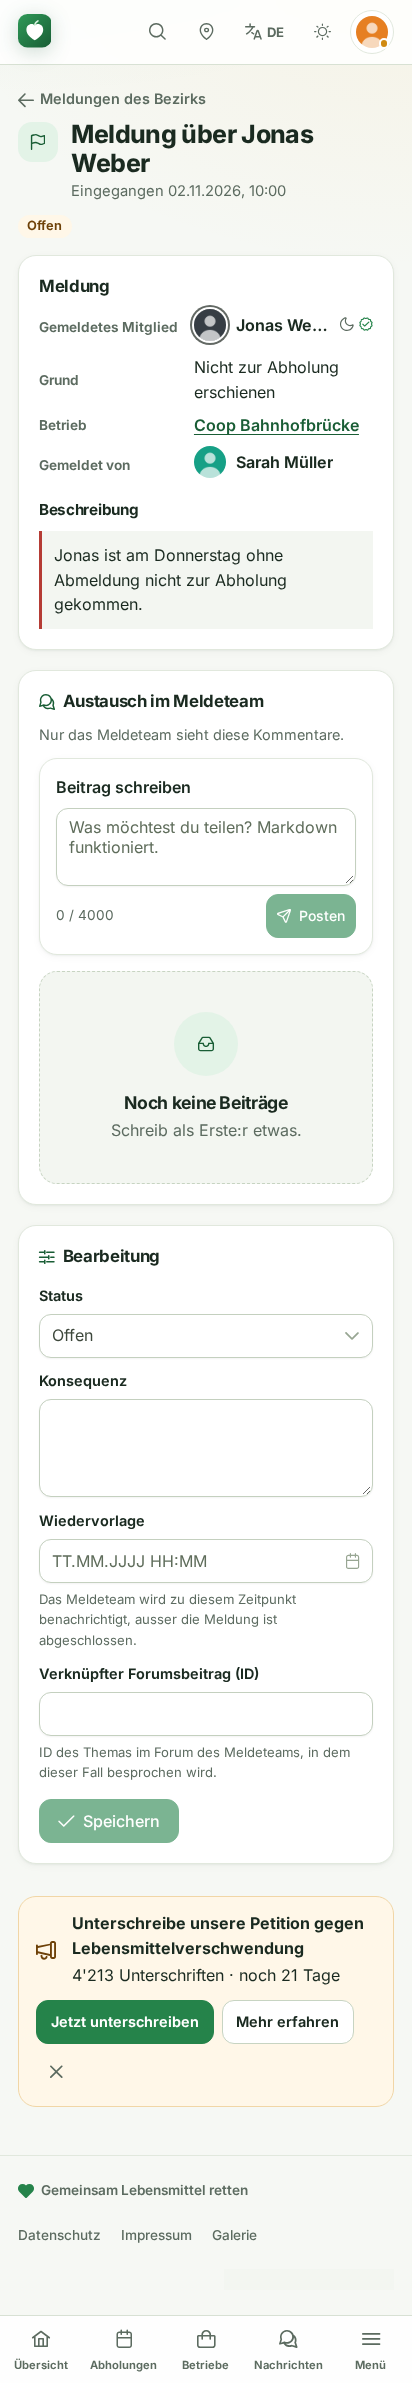 DE
Meldungen des Bezirks
Meldung über Jonas
Weber
Eingegangen 02.11.2026, 10:00
Offen
Meldung
Gemeldetes Mitglied
Jonas We…
Grund
Nicht zur Abholung
erschienen
Betrieb
Coop Bahnhofbrücke
Gemeldet von
Sarah Müller
Beschreibung
Jonas ist am Donnerstag ohne
Abmeldung nicht zur Abholung
gekommen.
Austausch im Meldeteam
Nur das Meldeteam sieht diese Kommentare.
Beitrag schreiben
Was möchtest du teilen? Markdown
funktioniert.
0 / 4000
Posten
Noch keine Beiträge
Schreib als Erste:r etwas.
Bearbeitung
Status
Offen
Konsequenz
Wiedervorlage
TT.MM.JJJJ HH:MM
Das Meldeteam wird zu diesem Zeitpunkt
benachrichtigt, ausser die Meldung ist
abgeschlossen.
Verknüpfter Forumsbeitrag (ID)
ID des Themas im Forum des Meldeteams, in dem
dieser Fall besprochen wird.
Speichern
Unterschreibe unsere Petition gegen
Lebensmittelverschwendung
4'213 Unterschriften · noch 21 Tage
Jetzt unterschreiben
Mehr erfahren
Gemeinsam Lebensmittel retten
Datenschutz Impressum Galerie
Übersicht Abholungen Betriebe Nachrichten Menü